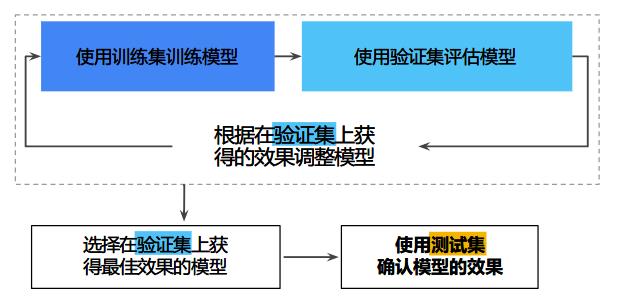 使用训练集训练模型
使用验证集评估模型
根据在验证集上获
得的效果调整模型
选择在验证集上获
得最佳效果的模型
使用测试集
确认模型的效果